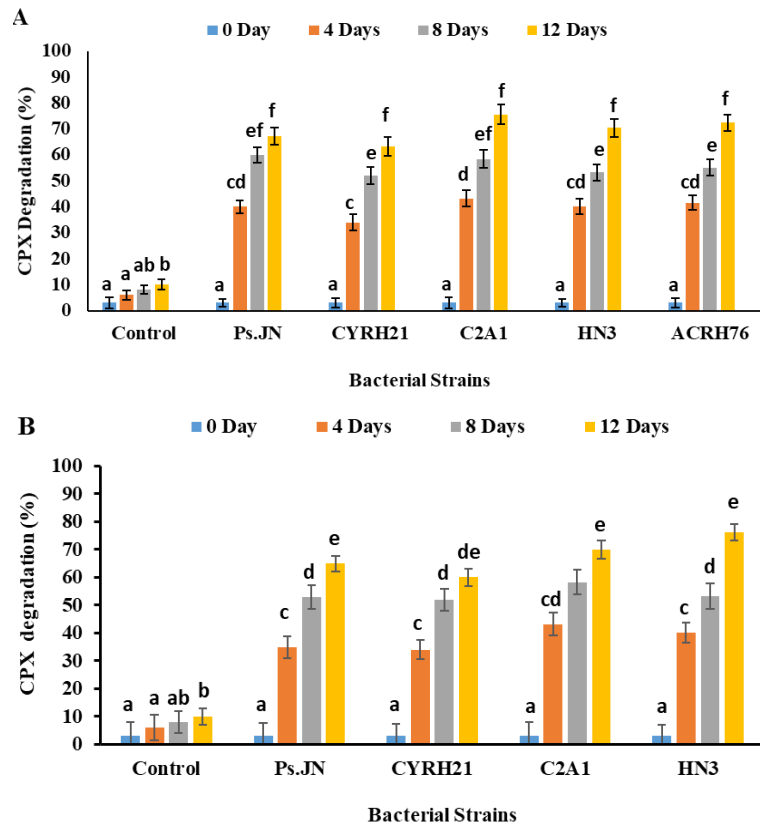 A
0 Day 4 Days 8 Days 12 Days
CPX Degradation (%)
100
90
80
70
60
50
40
30
20
10
0
a a ab b
a cd ef f
a c e f
a d ef f
a cd e f
a cd e f
Control Ps.JN CYRH21 C2A1 HN3 ACRH76
Bacterial Strains
B
0 Day 4 Days 8 Days 12 Days
CPX degradation (%)
100
90
80
70
60
50
40
30
20
10
0
a a ab b
a c d e
a c d de
a cd e
a c d e
Control Ps.JN CYRH21 C2A1 HN3
Bacterial Strains